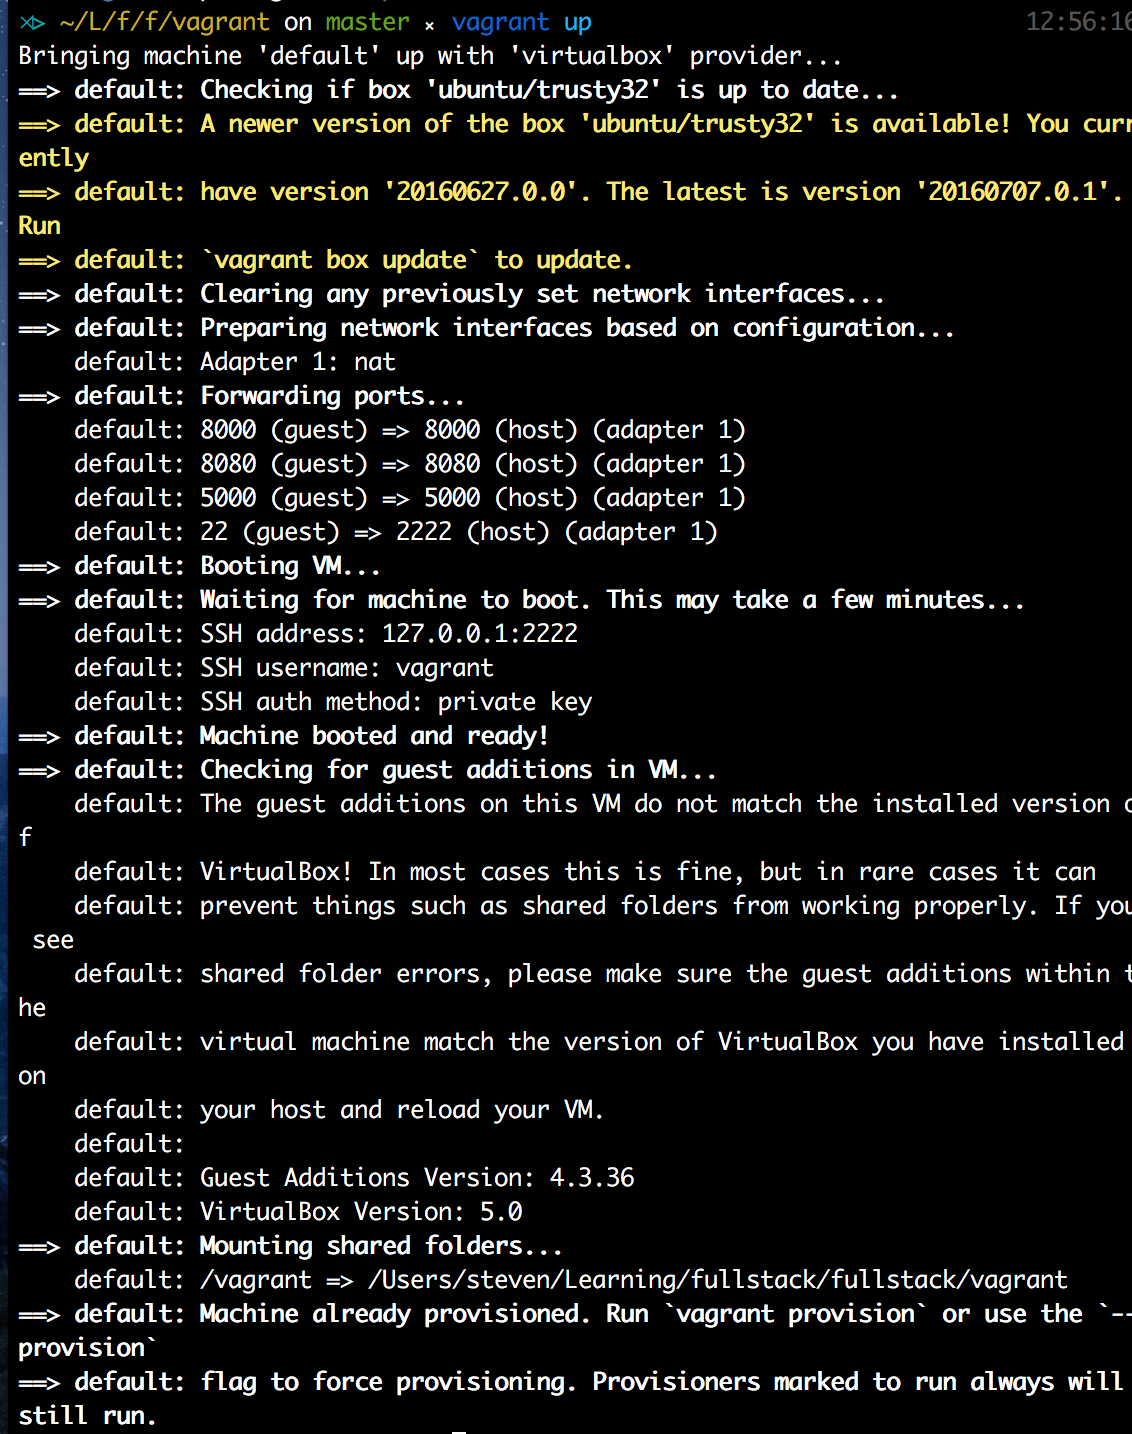 ~/L/f/f/vagrant on master × vagrant up 12:56:16
Bringing machine 'default' up with 'virtualbox' provider...
==> default: Checking if box 'ubuntu/trusty32' is up to date...
==> default: A newer version of the box 'ubuntu/trusty32' is available! You curr
ently
==> default: have version '20160627.0.0'. The latest is version '20160707.0.1'.
Run
==> default: `vagrant box update` to update.
==> default: Clearing any previously set network interfaces...
==> default: Preparing network interfaces based on configuration...
default: Adapter 1: nat
==> default: Forwarding ports...
default: 8000 (guest) => 8000 (host) (adapter 1)
default: 8080 (guest) => 8080 (host) (adapter 1)
default: 5000 (guest) => 5000 (host) (adapter 1)
default: 22 (guest) => 2222 (host) (adapter 1)
==> default: Booting VM...
==> default: Waiting for machine to boot. This may take a few minutes...
default: SSH address: 127.0.0.1:2222
default: SSH username: vagrant
default: SSH auth method: private key
==> default: Machine booted and ready!
==> default: Checking for guest additions in VM...
default: The guest additions on this VM do not match the installed version o
f
default: VirtualBox! In most cases this is fine, but in rare cases it can
default: prevent things such as shared folders from working properly. If you
see
default: shared folder errors, please make sure the guest additions within t
he
default: virtual machine match the version of VirtualBox you have installed
on
default: your host and reload your VM.
default:
default: Guest Additions Version: 4.3.36
default: VirtualBox Version: 5.0
==> default: Mounting shared folders...
default: /vagrant => /Users/steven/Learning/fullstack/fullstack/vagrant
==> default: Machine already provisioned. Run `vagrant provision` or use the `--
provision`
==> default: flag to force provisioning. Provisioners marked to run always will
still run.